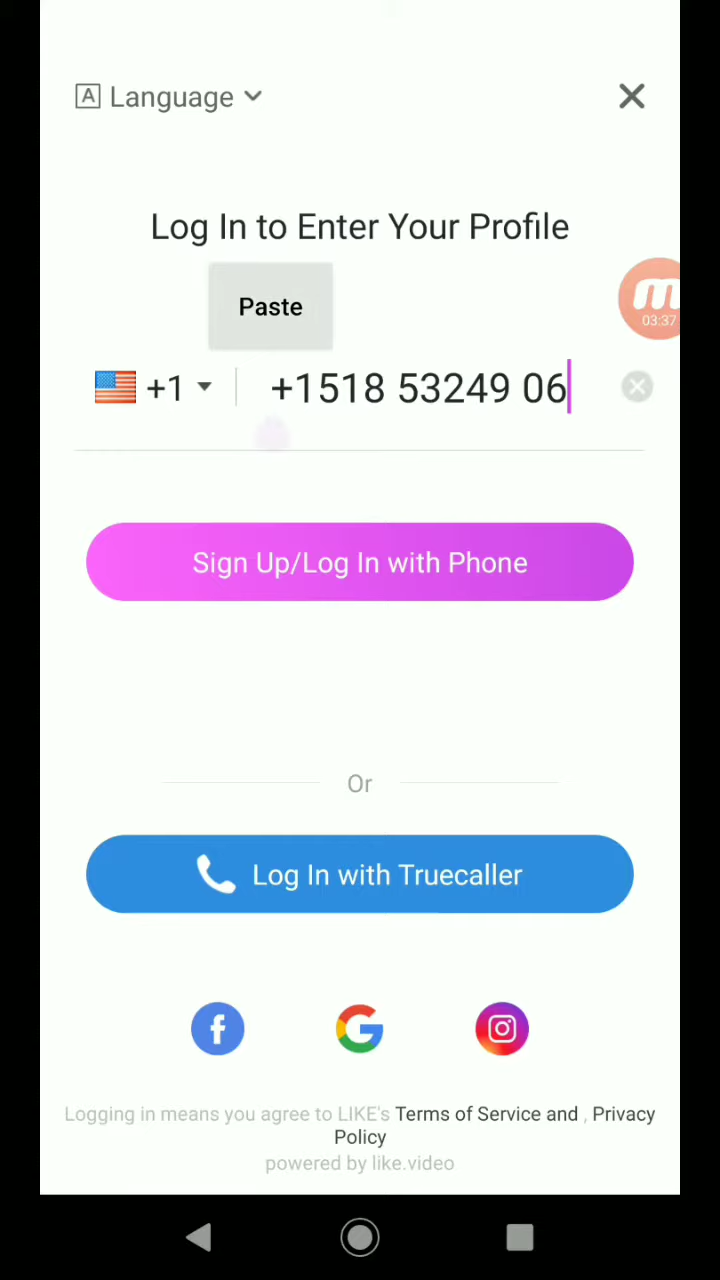 A Language
Log In to Enter Your Profile
Paste
03:37
+1 +1518 53249 06
Sign Up/Log In with Phone
Or
Log In with Truecaller
Logging in means you agree to LIKE's Terms of Service and , Privacy
Policy
powered by like.video